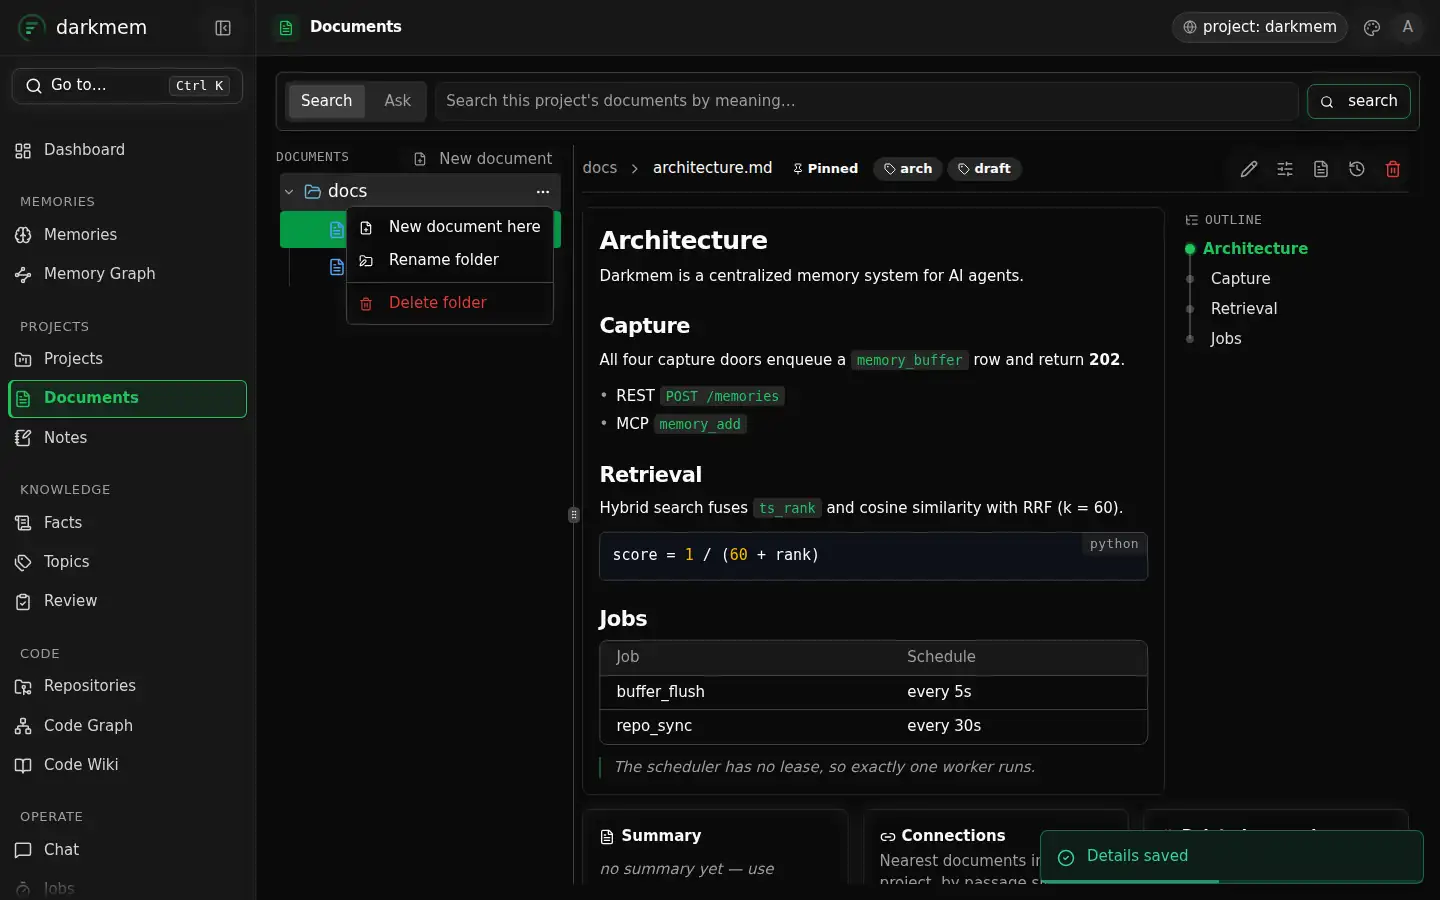 darkmem
Documents
project: darkmem
A
Go to...
Ctrl K
Search
Ask
Search this project's documents by meaning...
search
Dashboard
MEMORIES
Memories
Memory Graph
PROJECTS
Projects
Documents
Notes
KNOWLEDGE
Facts
Topics
Review
CODE
Repositories
Code Graph
Code Wiki
OPERATE
Chat
Jobs
DOCUMENTS
New document
docs
New document here
Rename folder
Delete folder
docs
architecture.md
Pinned
arch
draft
Architecture
Darkmem is a centralized memory system for AI agents.
Capture
All four capture doors enqueue a memory_buffer row and return 202.
• REST POST /memories
• MCP memory_add
Retrieval
Hybrid search fuses ts_rank and cosine similarity with RRF (k = 60).
python
score = 1 / (60 + rank)
Jobs
Job Schedule
buffer_flush every 5s
repo_sync every 30s
The scheduler has no lease, so exactly one worker runs.
Summary
no summary yet — use
Connections
Nearest documents in
project, by passage
OUTLINE
Architecture
Capture
Retrieval
Jobs
Details saved